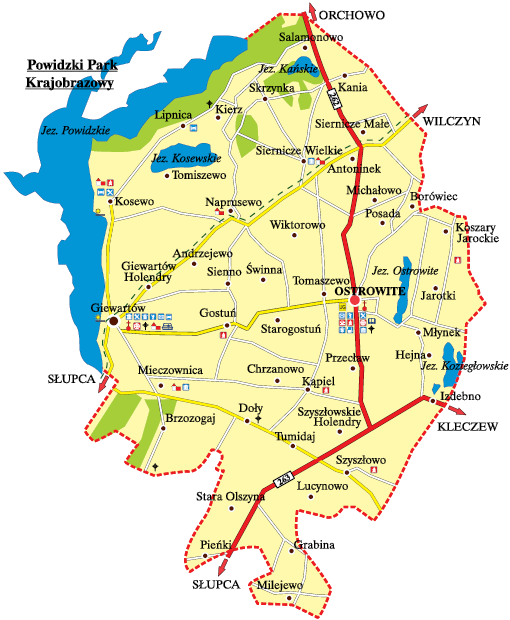 ORCHOWO
Salamonowo
Powidzki Park
Krajobrazowy
Jez. Kańskie
Kania
Skrzynka
262
Lipnica
Kierz
WILCZYN
Jez. Powidzkie
Siernicze Małe
Siernicze Wielkie
Jez. Kosewskie
Antoninek
Tomiszewo
Michałowo
Borówiec
Kosewo
Naprusewo
Posada
Wiktorowo
Koszary
Jarockie
Andrzejewo
Giewartów
Holendry
Sienno
Świnna
Jez. Ostrowite
Tomaszewo
OSTROWITE
Jarotki
Giewartów
Gostuń
Starogostuń
Młynek
Przecław
Hejna
Jez. Koziegłowskie
SŁUPCA
Mieczownica
Chrzanowo
Kąpiel
Izdebno
Brzozogaj
Doły
Szyszłowskie
Holendry
KLECZEW
Tumidaj
Szyszłowo
263
Lucynowo
Stara Olszyna
Pieńki
Grabina
SŁUPCA
Milejewo